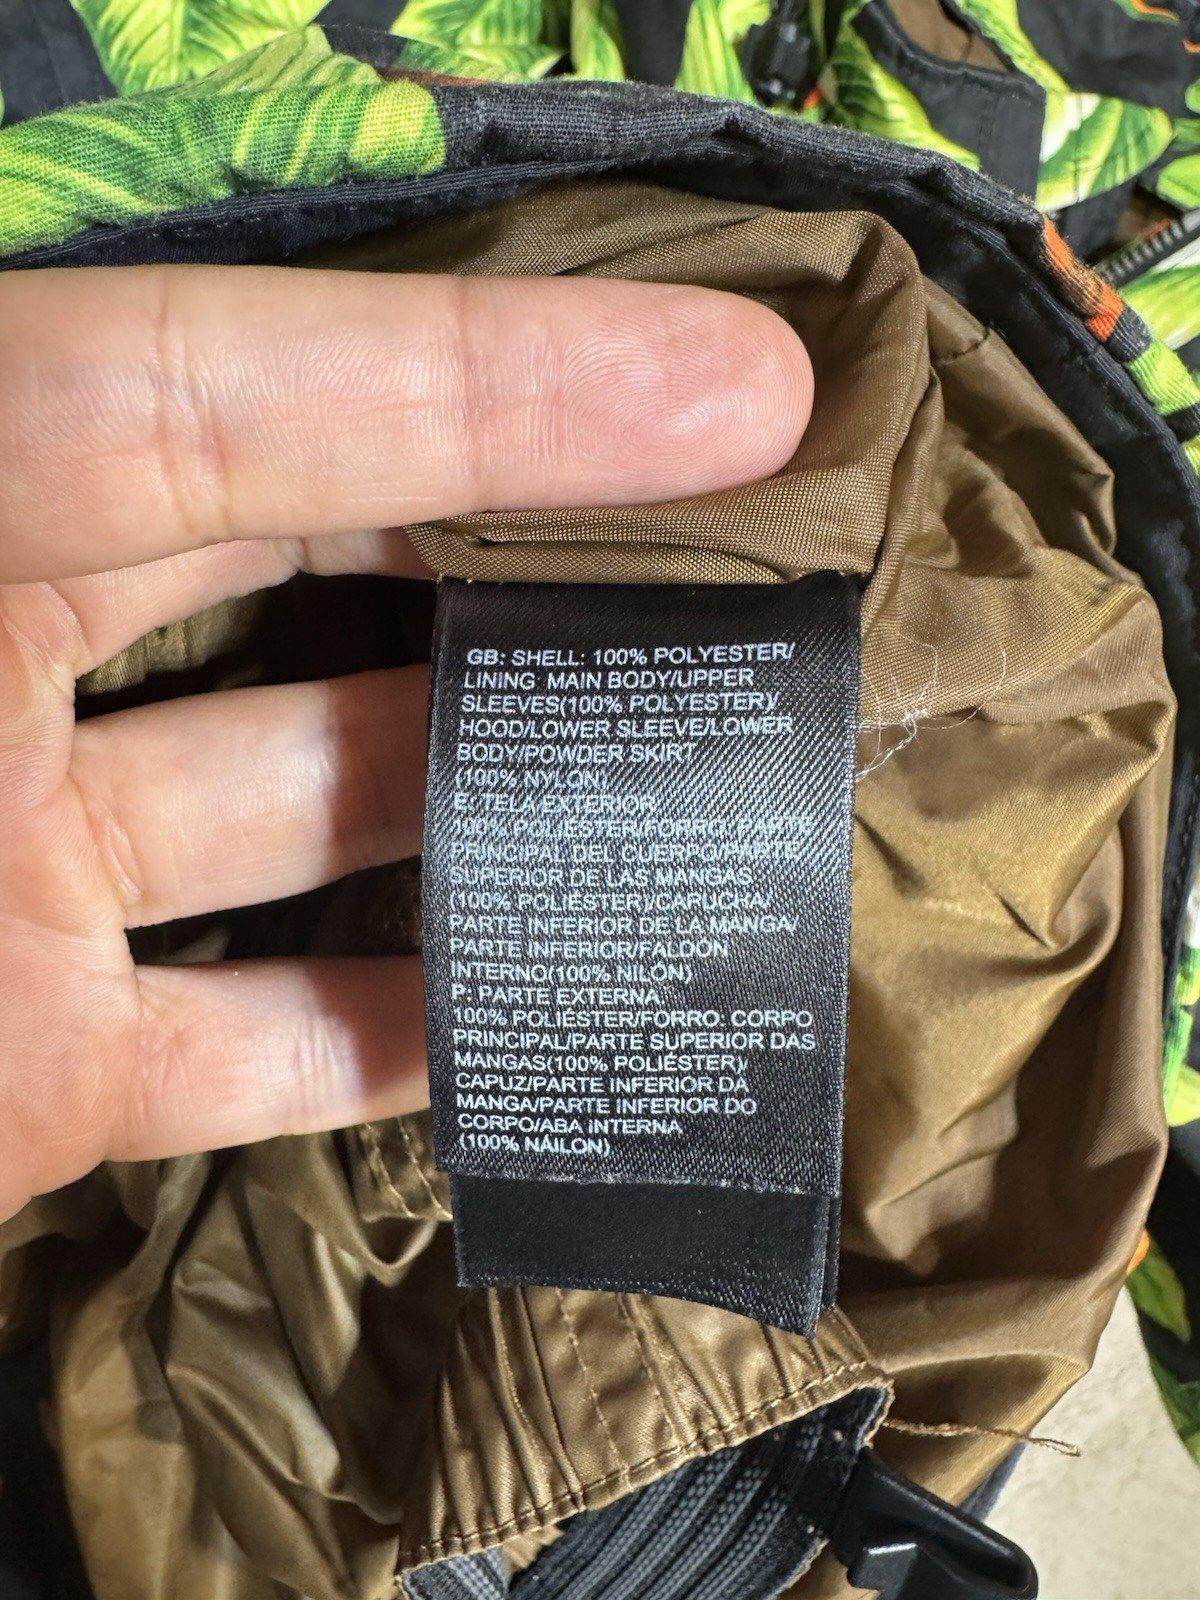 GB: SHELL: 100% POLYESTER/
LINING MAIN BODY/UPPER
SLEEVES(100% POLYESTER)/
HOOD/LOWER SLEEVE/LOWER
BODY/POWDER SKIRT
(100% NYLON)
E: TELA EXTERIOR:
100% POLIÉSTER/FORRO: PARTE
PRINCIPAL DEL CUERPO/PARTE
SUPERIOR DE LAS MANGAS
(100% POLIÉSTER)/CAPUCHA/
PARTE INFERIOR DE LA MANGA/
PARTE INFERIOR/FALDÓN
INTERNO(100% NILÓN)
P: PARTE EXTERNA:
100% POLIÉSTER/FORRO: CORPO
PRINCIPAL/PARTE SUPERIOR DAS
MANGAS(100% POLIÉSTER)/
CAPUZ/PARTE INFERIOR DA
MANGA/PARTE INFERIOR DO
CORPO/ABA INTERNA
(100% NÁILON)